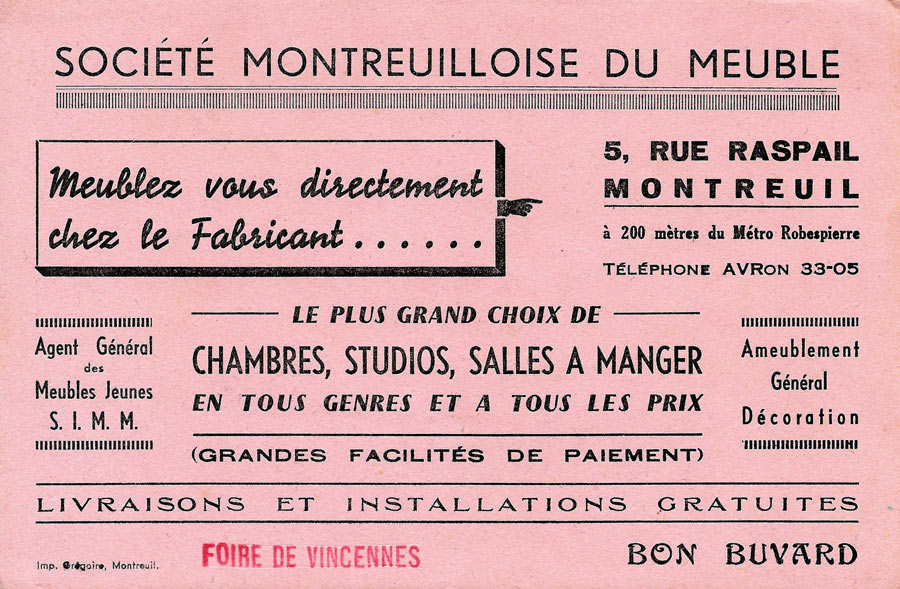 SOCIÉTÉ MONTREUILLOISE DU MEUBLE
Meublez vous directement
chez le Fabricant . . . . . .
5, RUE RASPAIL
MONTREUIL
à 200 mètres du Métro Robespierre
TÉLÉPHONE AVRON 33-05
LE PLUS GRAND CHOIX DE
CHAMBRES, STUDIOS, SALLES A MANGER
EN TOUS GENRES ET A TOUS LES PRIX
(GRANDES FACILITÉS DE PAIEMENT)
Agent Général
des
Meubles Jeunes
S. I. M. M.
Ameublement
Général
Décoration
LIVRAISONS ET INSTALLATIONS GRATUITES
Imp. Grégoire, Montreuil.
FOIRE DE VINCENNES
BON BUVARD